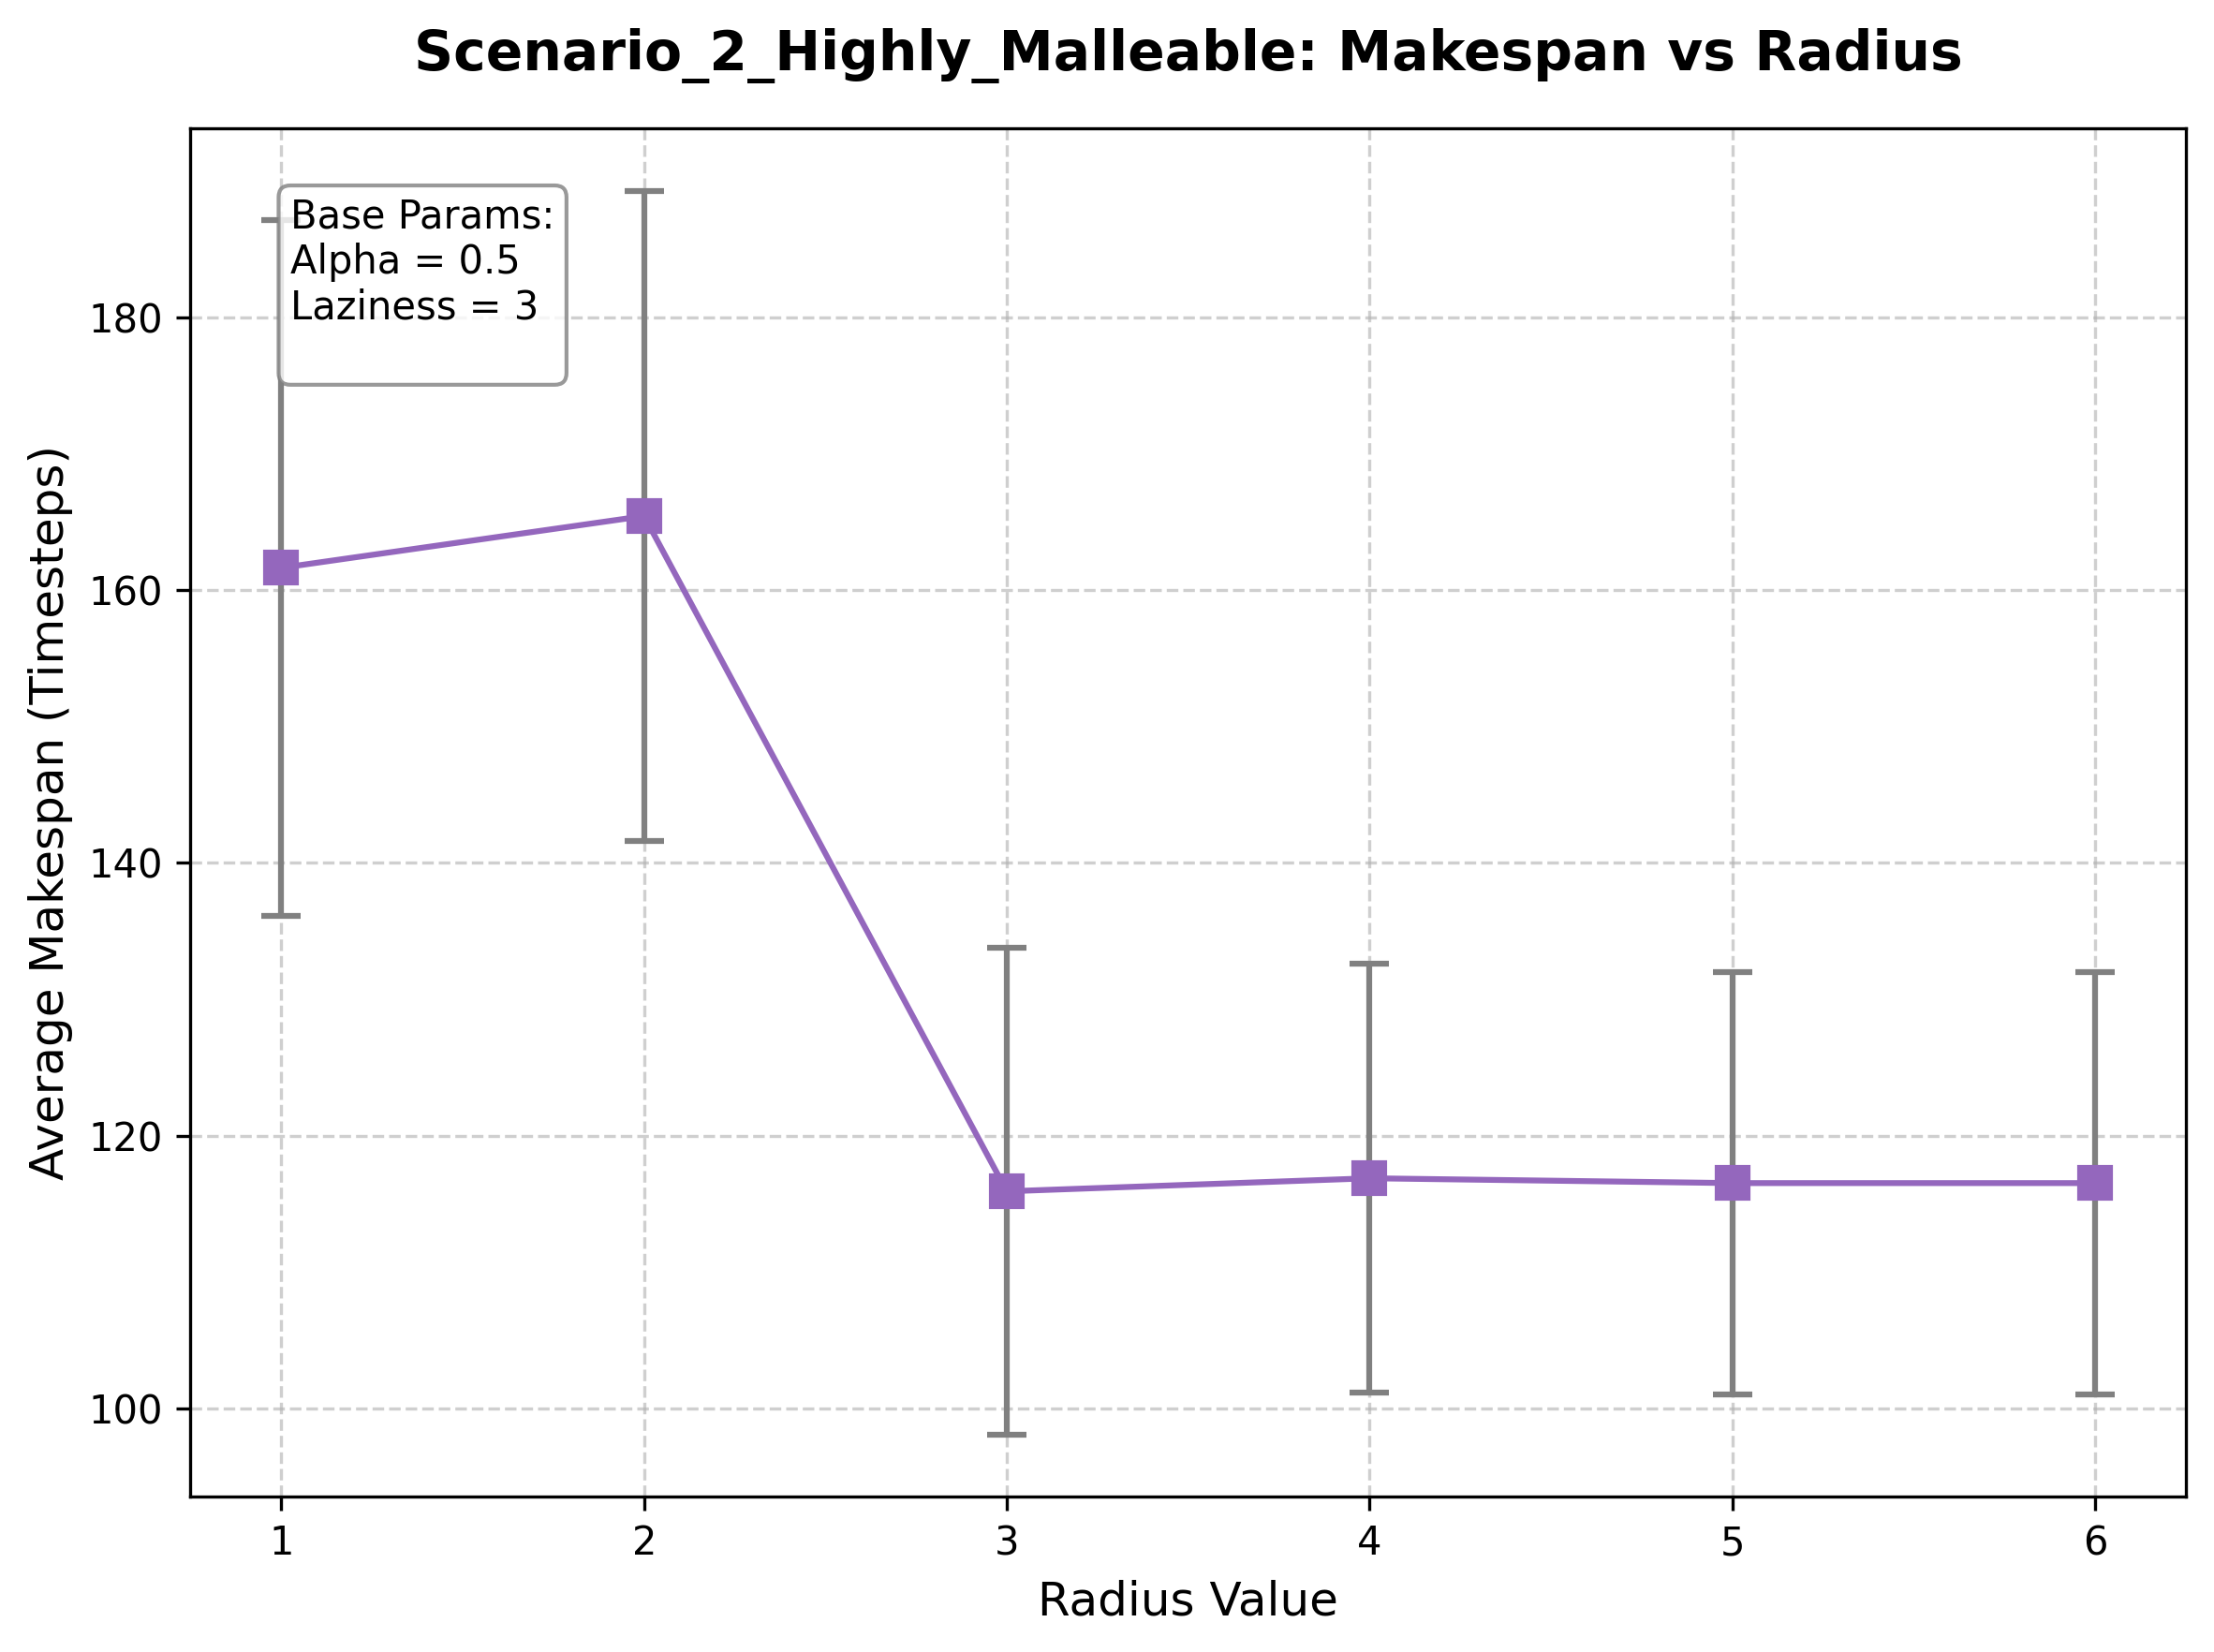 Scenario_2_Highly_Malleable: Makespan vs Radius
Base Params:
Alpha = 0.5
Laziness = 3
Average Makespan (Timesteps)
180
160
140
120
100
1 2 3 4 5 6
Radius Value